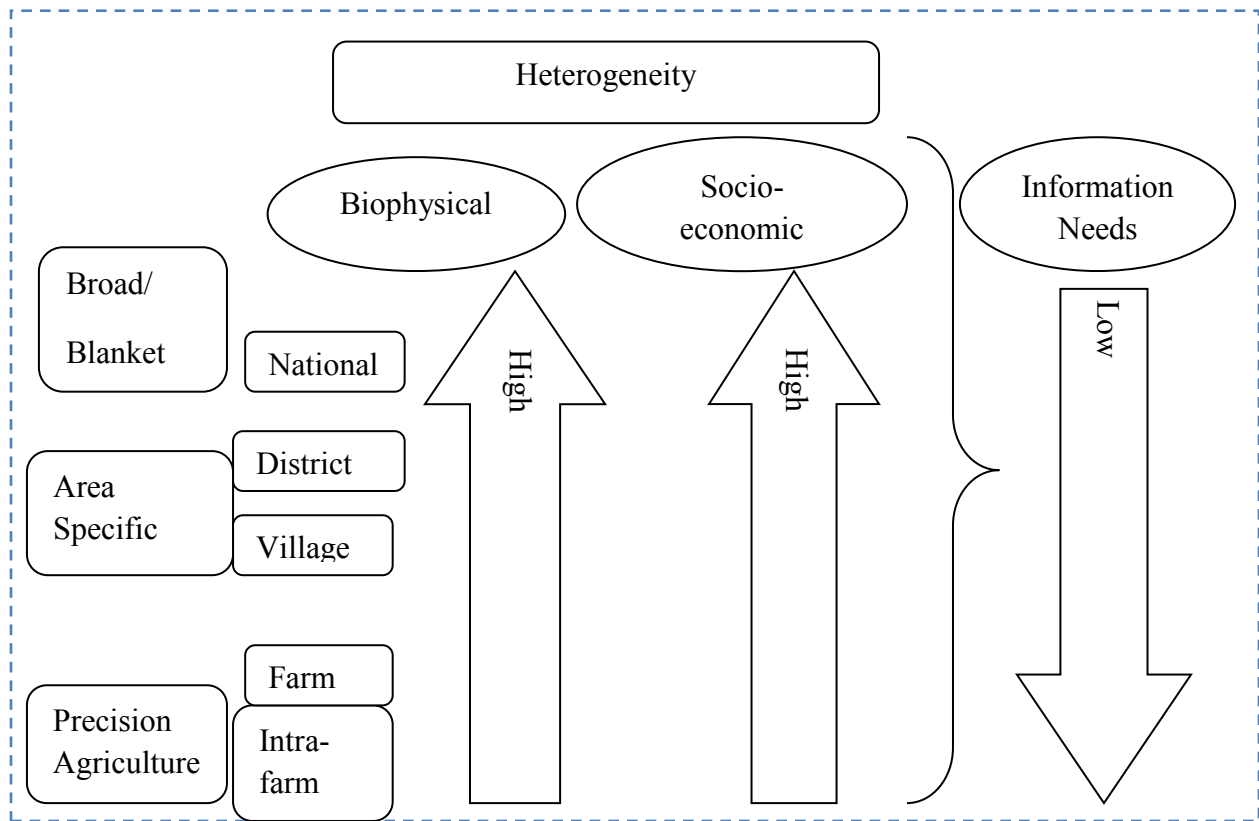 Heterogeneity
Biophysical
Socio-
economic
Information
Needs
Broad/
Blanket
National
High
High
Low
District
Area
Specific
Village
Farm
Precision
Agriculture
Intra-
farm